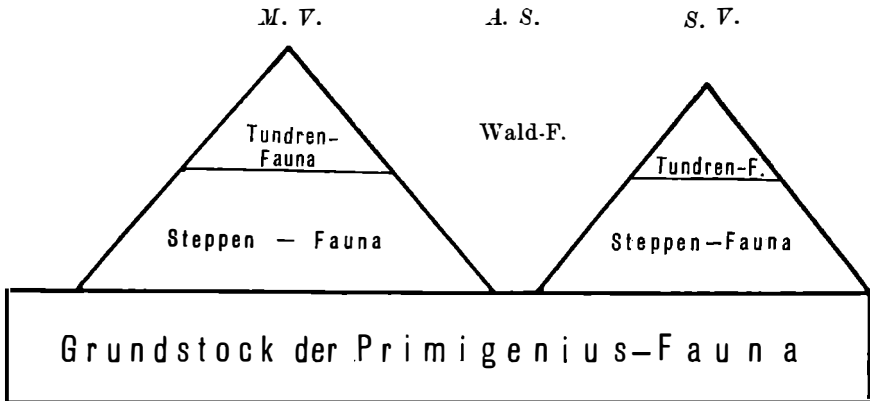 M. V. A. S. S. V.
Tundren-
Fauna
Wald-F.
Tundren-F.
Steppen — Fauna
Steppen-Fauna
Grundstock der Primigenius-Fauna